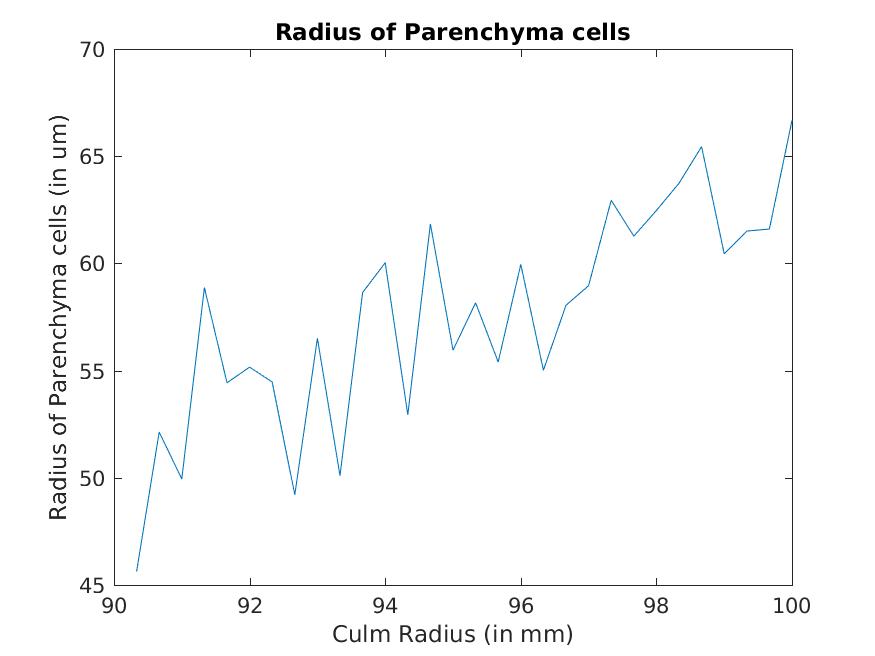 Radius of Parenchyma cells
70
65
60
55
50
45
Radius of Parenchyma cells (in um)
90 92 94 96 98 100
Culm Radius (in mm)